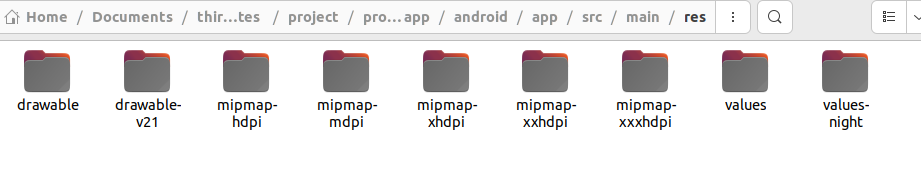 Home / Documents / thir...tes / project / pro...app / android / app / src / main / res
drawable
drawable-
v21
mipmap-
hdpi
mipmap-
mdpi
mipmap-
xhdpi
mipmap-
xxhdpi
mipmap-
xxxhdpi
values
values-
night